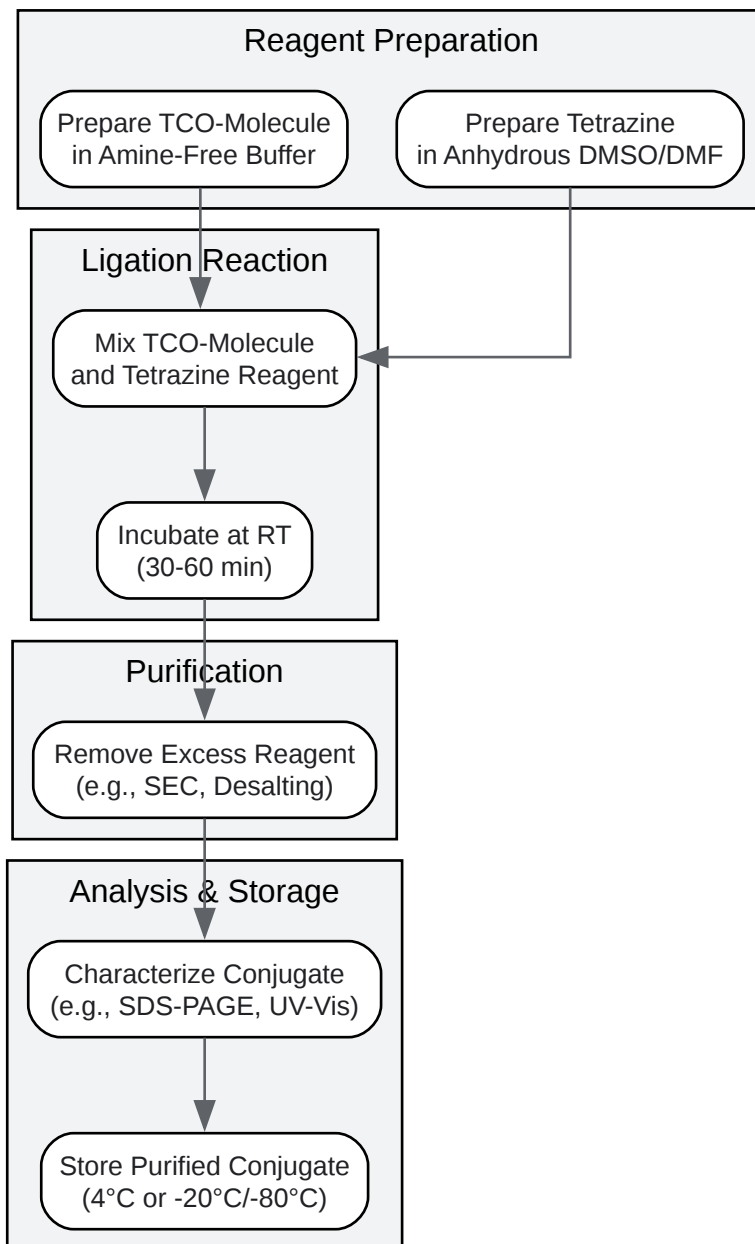 Reagent Preparation
Prepare TCO-Molecule
in Amine-Free Buffer
Prepare Tetrazine
in Anhydrous DMSO/DMF
Ligation Reaction
Mix TCO-Molecule
and Tetrazine Reagent
Incubate at RT
(30-60 min)
Purification
Remove Excess Reagent
(e.g., SEC, Desalting)
Analysis & Storage
Characterize Conjugate
(e.g., SDS-PAGE, UV-Vis)
Store Purified Conjugate
(4°C or -20°C/-80°C)